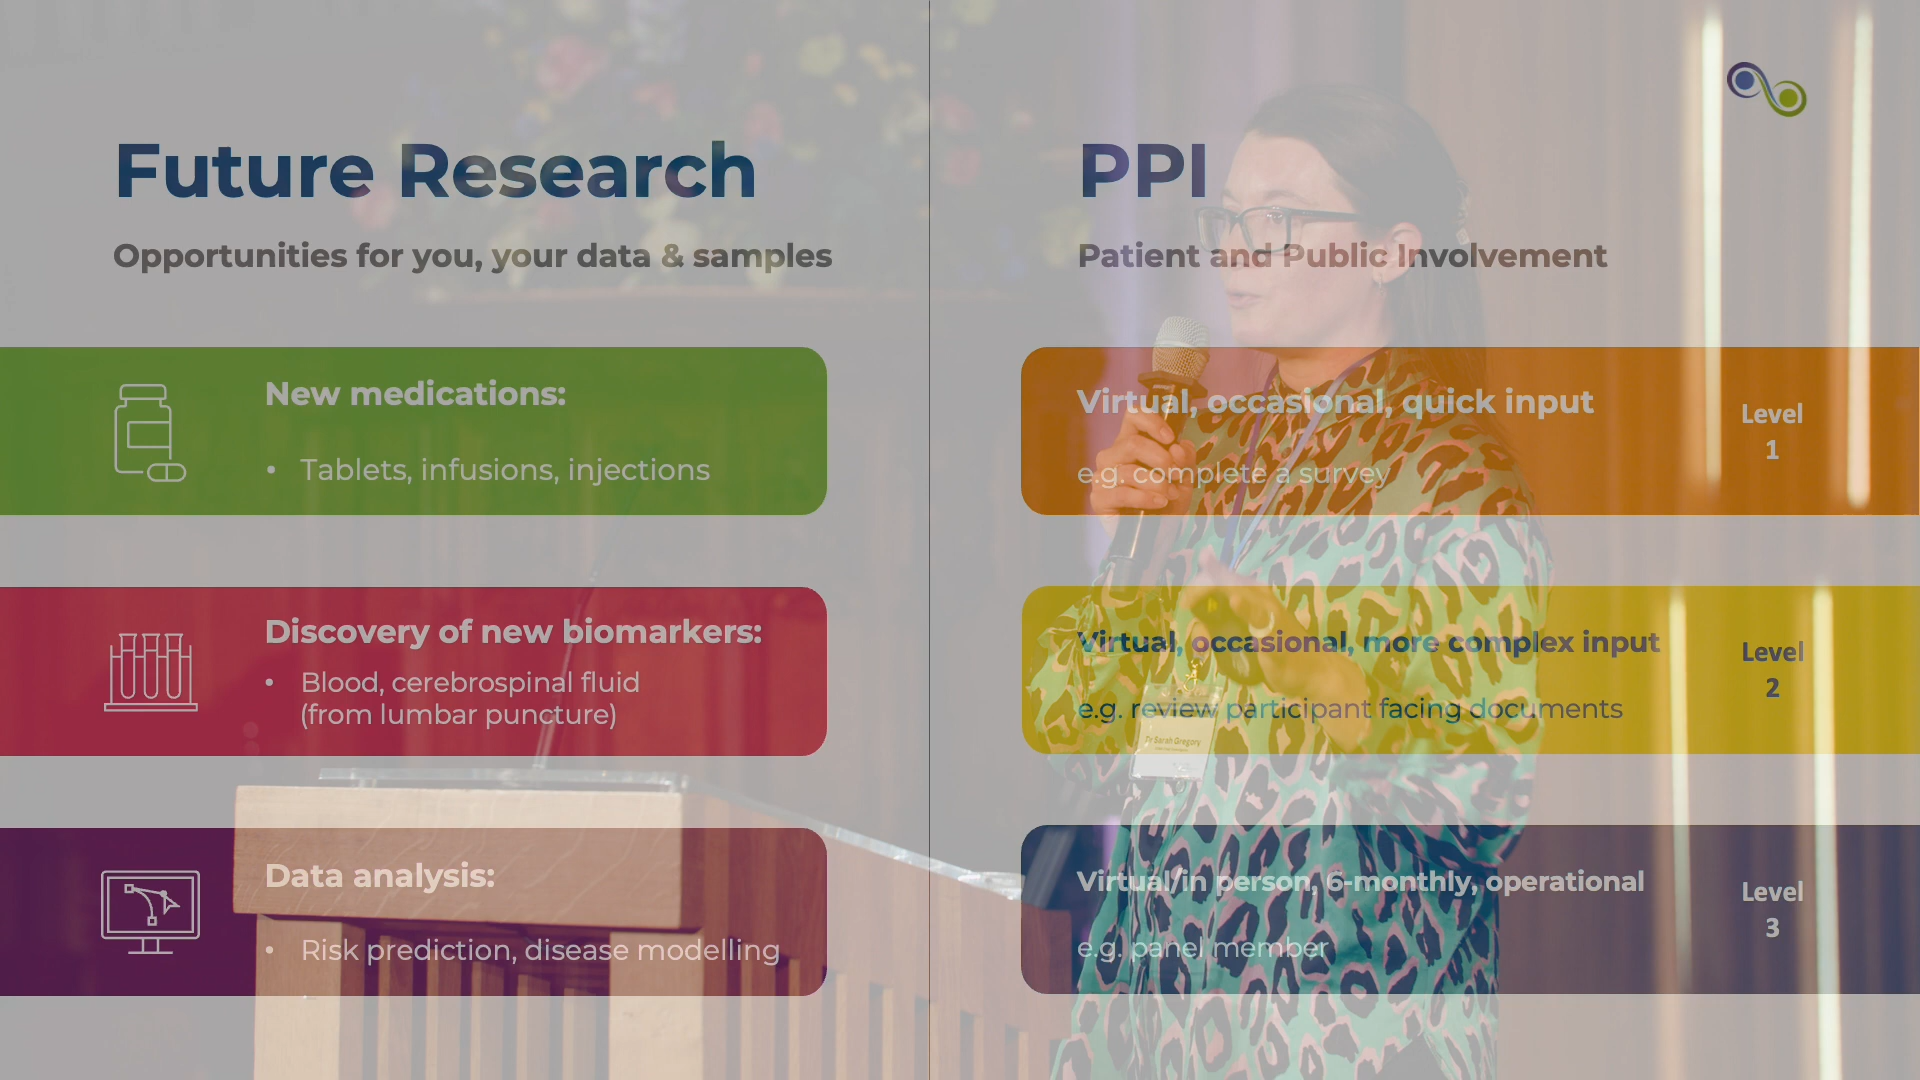 Future Research
Opportunities for you, your data & samples
New medications:
• Tablets, infusions, injections
Discovery of new biomarkers:
• Blood, cerebrospinal fluid
(from lumbar puncture)
Data analysis:
• Risk prediction, disease modelling
PPI
Patient and Public Involvement
Virtual, occasional, quick input
e.g. complete a survey
Level
1
Virtual, occasional, more complex input
e.g. review participant facing documents
Level
2
Dr Sarah Gregory
Virtual/in person, 6-monthly, operational
e.g. panel member
Level
3